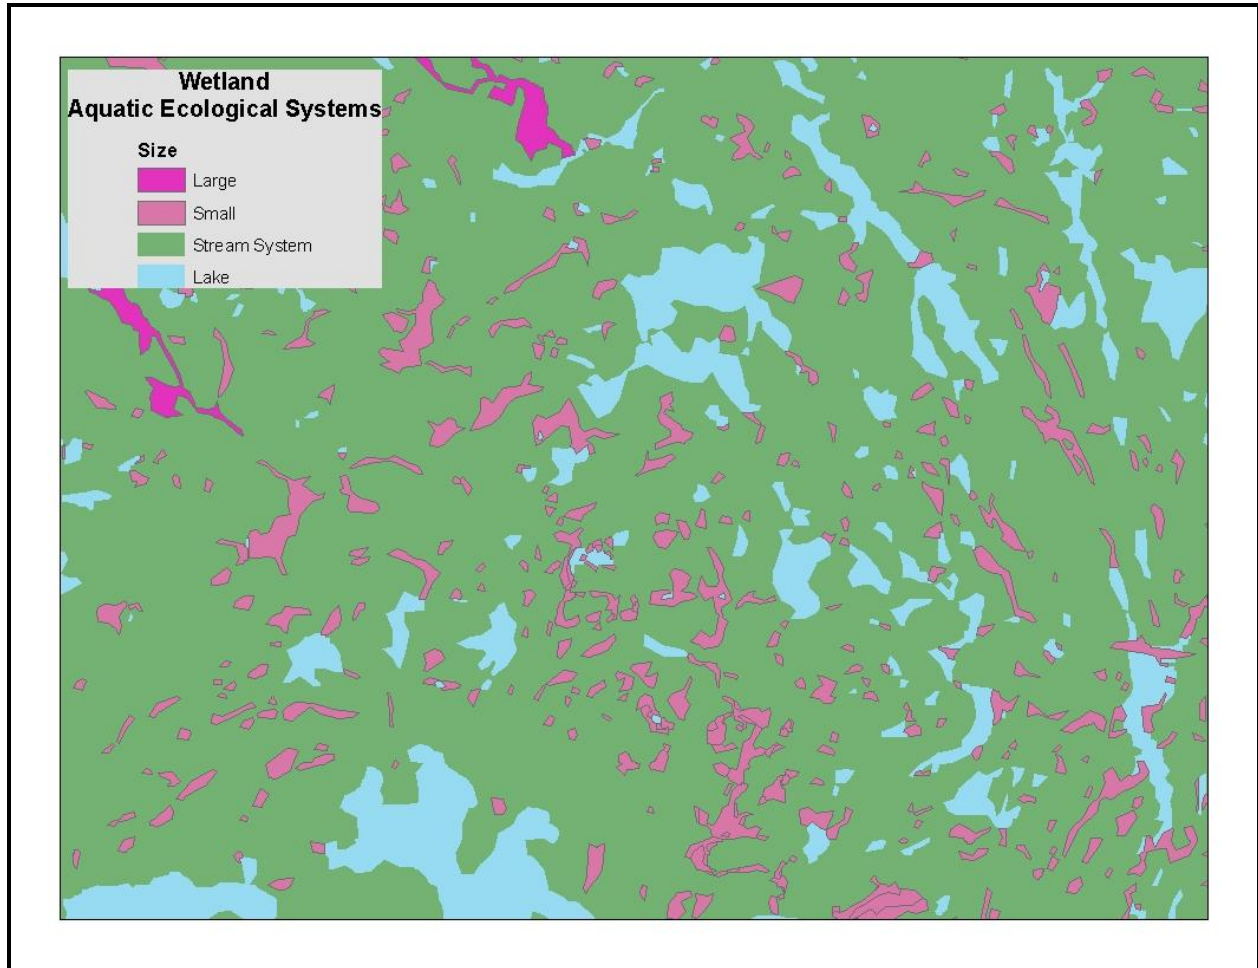 Wetland
Aquatic Ecological Systems
Size
Large
Small
Stream System
Lake